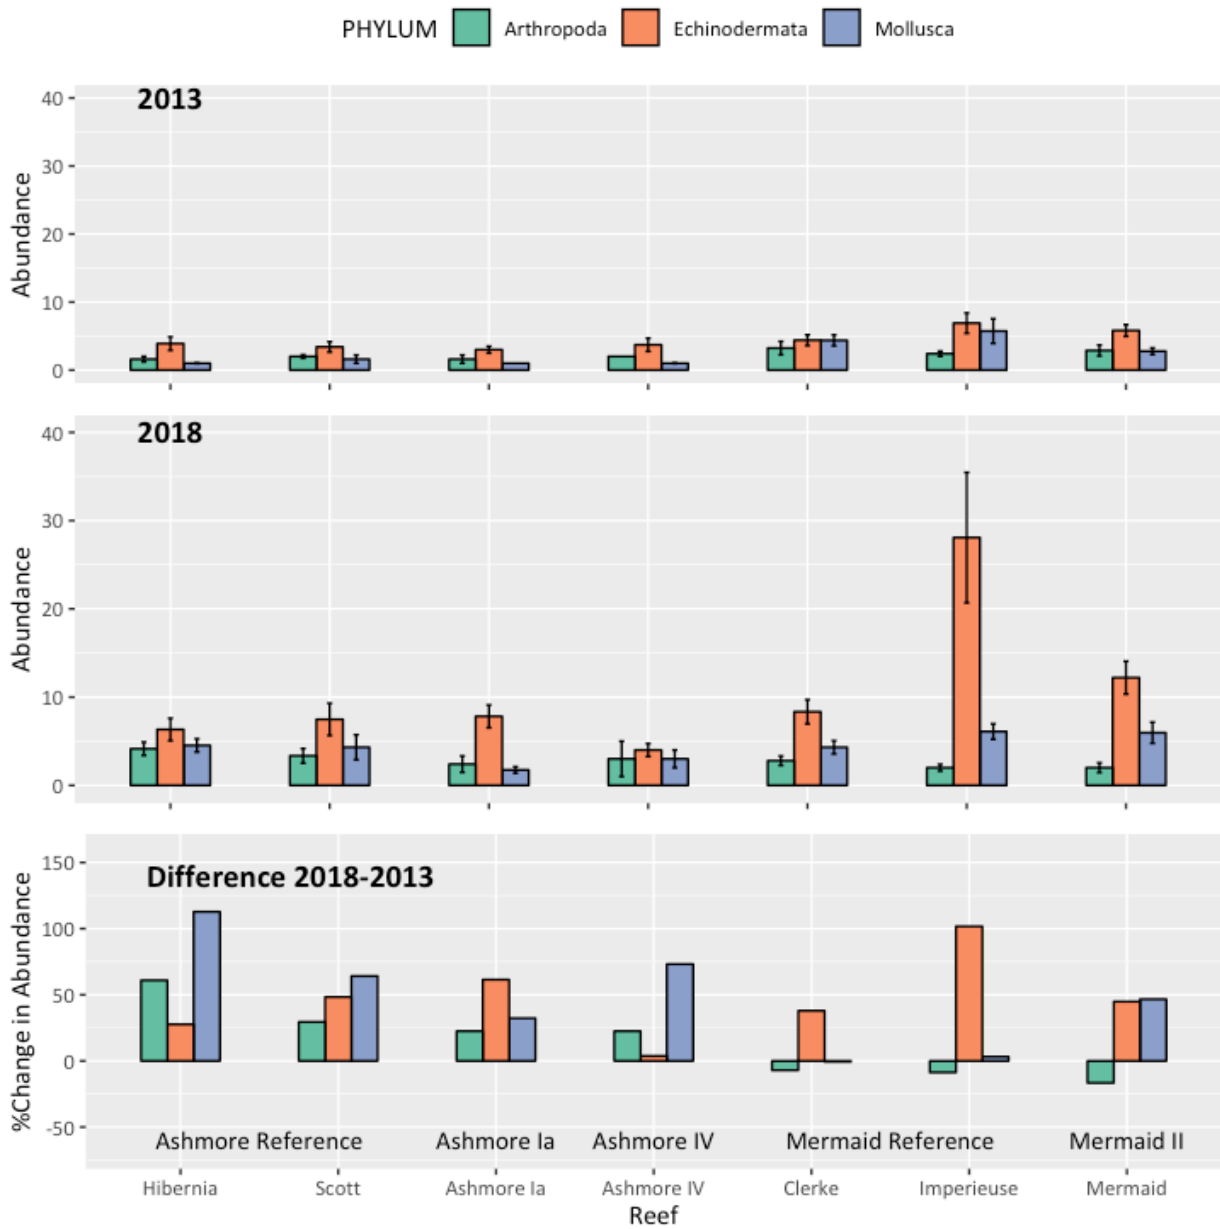 PHYLUM Arthropoda Echinodermata Mollusca
2013
40
30
20
10
0
Abundance
2018
40
30
20
10
0
Abundance
Difference 2018-2013
150
100
50
0
-50
%Change in Abundance
Ashmore Reference Ashmore Ia Ashmore IV Mermaid Reference Mermaid II
Hibernia Scott Ashmore Ia Ashmore IV Clerke Imperieuse Mermaid
Reef